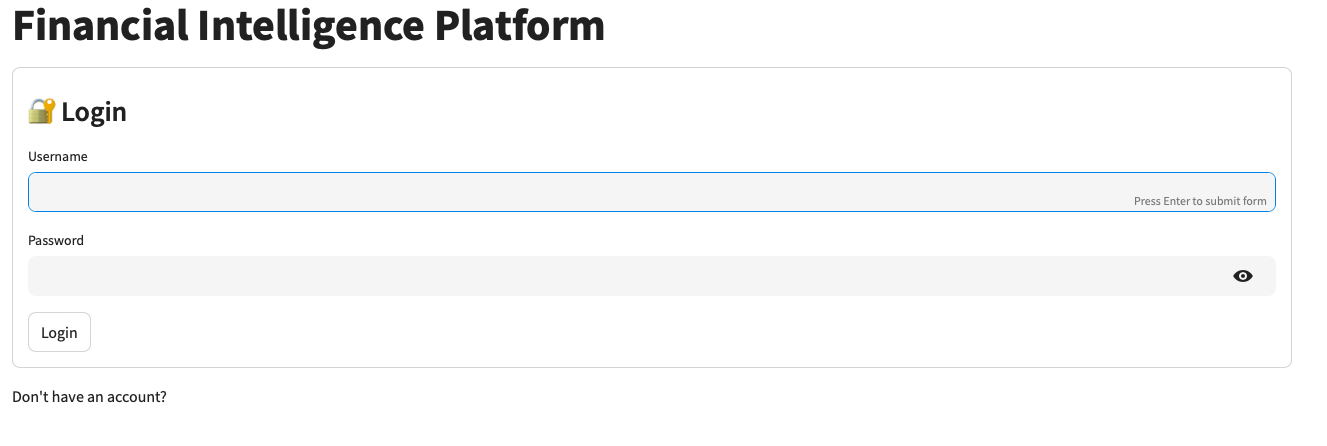 Financial Intelligence Platform
🔐 Login
Username
Press Enter to submit form
Password
Login
Don't have an account?